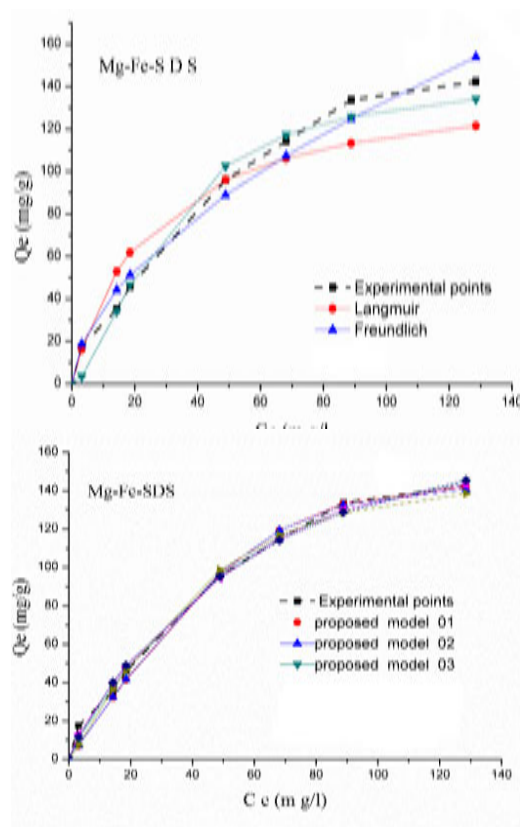 160
140
120
100
80
60
40
20
0
Qe (mg/g)
Mg-Fe-S D S
Experimental points
Langmuir
Freundlich
0 20 40 60 80 100 120 140
160
140
120
100
80
60
40
20
0
Qe (mg/g)
Mg-Fe-SDS
Experimental points
proposed model 01
proposed model 02
proposed model 03
0 20 40 60 80 100 120 140
C e (m g/l)